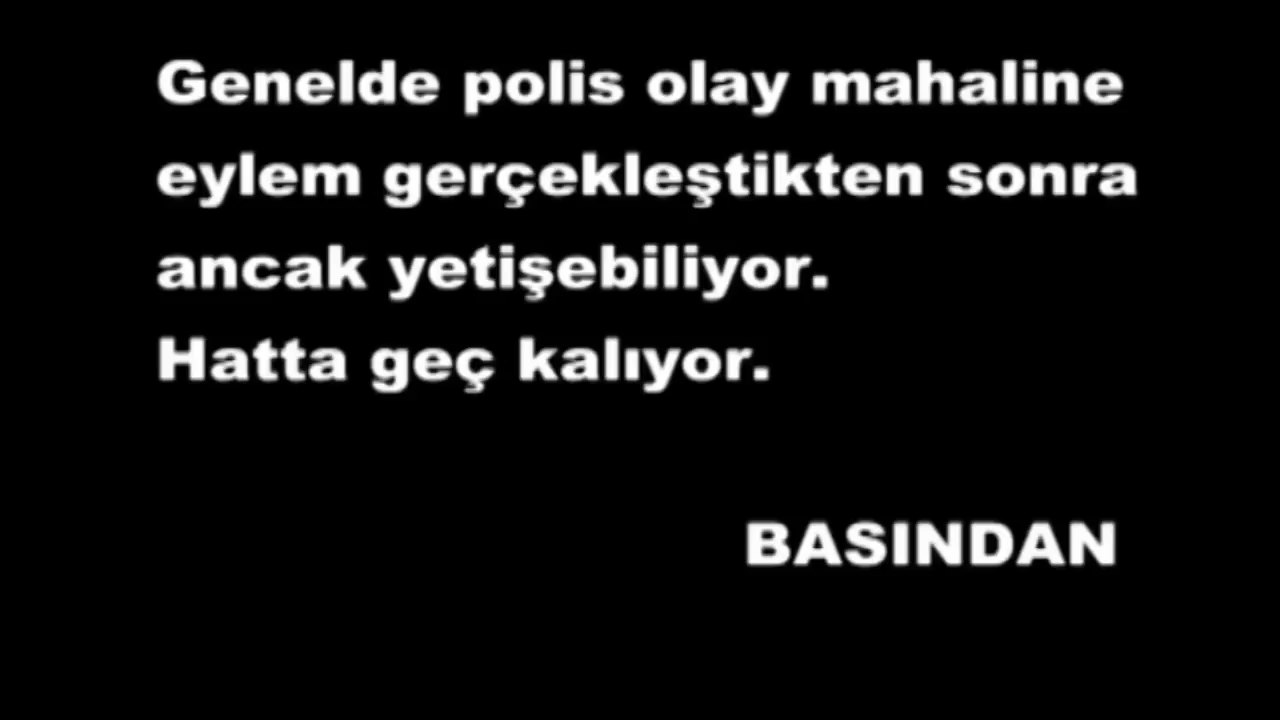 Genelde polis olay mahaline
eylem gerçekleştikten sonra
ancak yetişebiliyor.
Hatta geç kalıyor.
BASINDAN